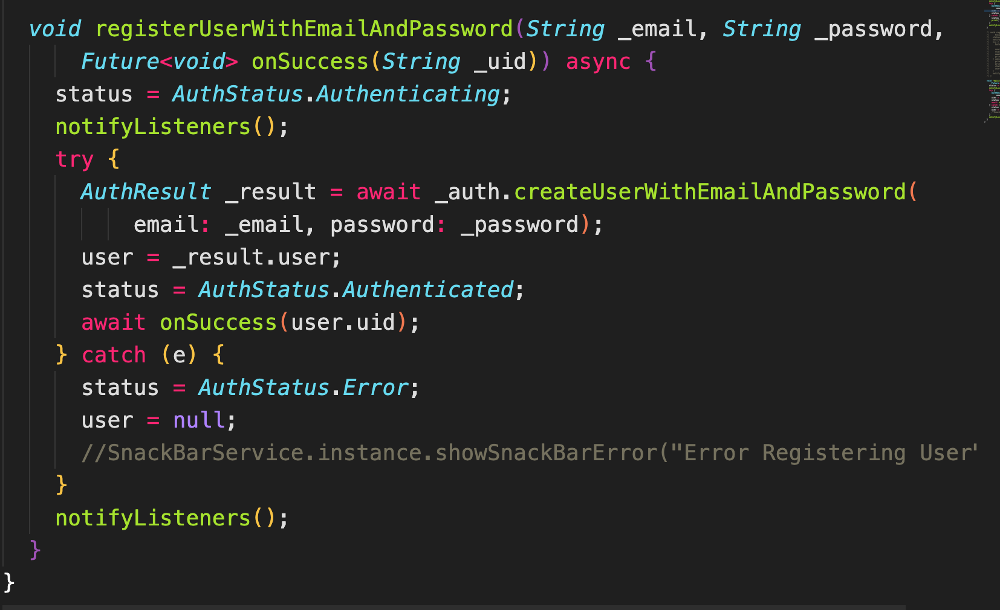 void registerUserWithEmailAndPassword(String _email, String _password,
Future<void> onSuccess(String _uid)) async {
status = AuthStatus.Authenticating;
notifyListeners();
try {
AuthResult _result = await _auth.createUserWithEmailAndPassword(
email: _email, password: _password);
user = _result.user;
status = AuthStatus.Authenticated;
await onSuccess(user.uid);
} catch (e) {
status = AuthStatus.Error;
user = null;
//SnackBarService.instance.showSnackBarError("Error Registering User"
}
notifyListeners();
}
}